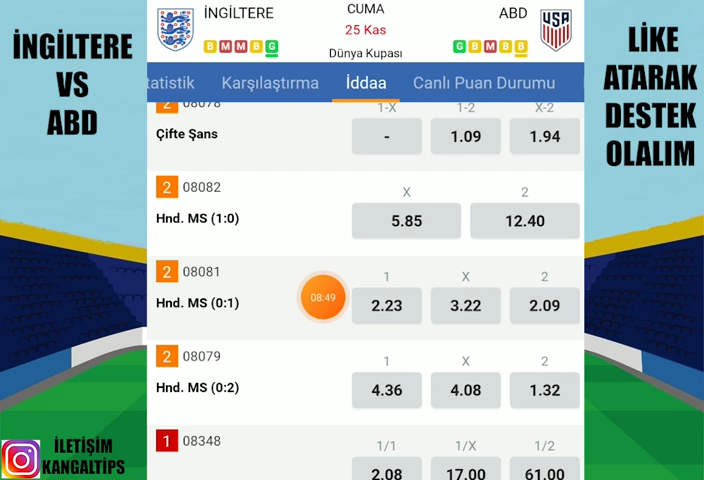 İNGİLTERE
VS
ABD
İNGİLTERE
B M M B G
CUMA
25 Kas
Dünya Kupası
ABD
G B M B B
USA
LİKE
ATARAK
DESTEK
OLALIM
tatistik Karşılaştırma İddaa Canlı Puan Durumu
2 08078 1-X 1-2 X-2
Çifte Şans - 1.09 1.94
2 08082 X 2
Hnd. MS (1:0) 5.85 12.40
2 08081 1 X 2
Hnd. MS (0:1) 2.23 3.22 2.09
08:49
2 08079 1 X 2
Hnd. MS (0:2) 4.36 4.08 1.32
1 08348 1/1 1/X 1/2
2.08 17.00 61.00
İLETİŞİM
KANGALTİPS